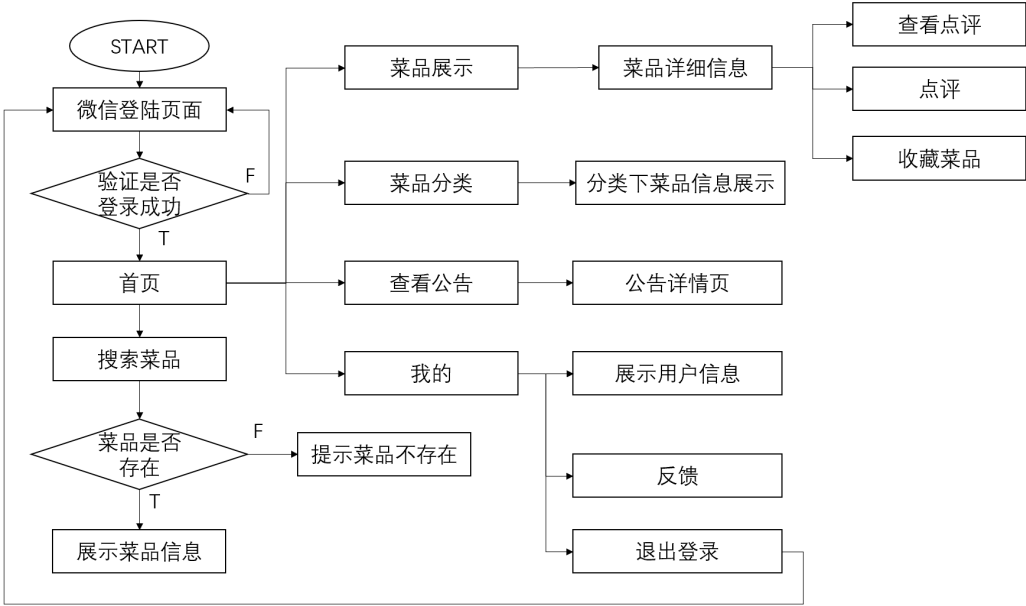 START
微信登陆页面
验证是否
登录成功
F
T
首页
搜索菜品
菜品是否
存在
F
提示菜品不存在
T
展示菜品信息
菜品展示
菜品详细信息
查看点评
点评
收藏菜品
菜品分类
分类下菜品信息展示
查看公告
公告详情页
我的
展示用户信息
反馈
退出登录